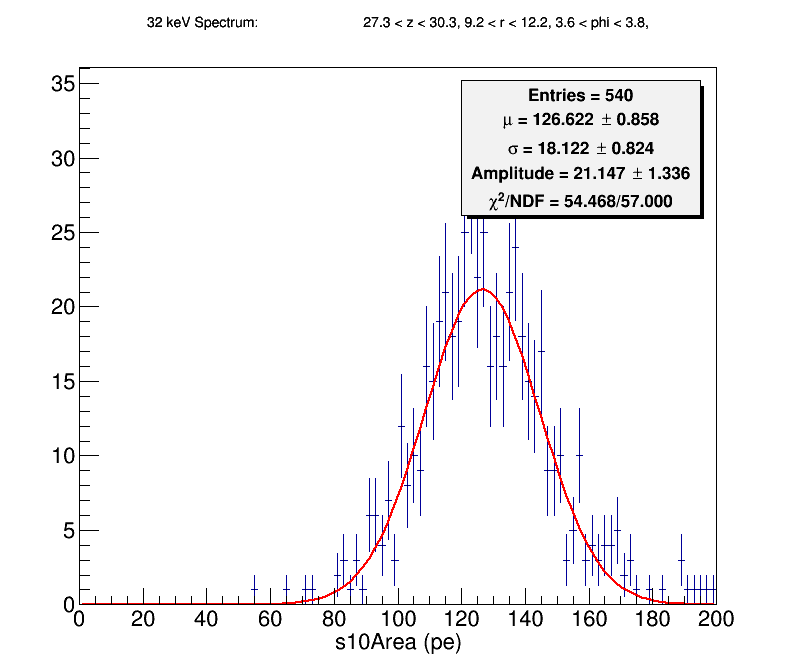 32 keV Spectrum: 27.3 < z < 30.3, 9.2 < r < 12.2, 3.6 < phi < 3.8,
Entries = 540
μ = 126.622 ± 0.858
σ = 18.122 ± 0.824
Amplitude = 21.147 ± 1.336
χ²/NDF = 54.468/57.000
35
30
25
20
15
10
5
0
0 20 40 60 80 100 120 140 160 180 200
s10Area (pe)